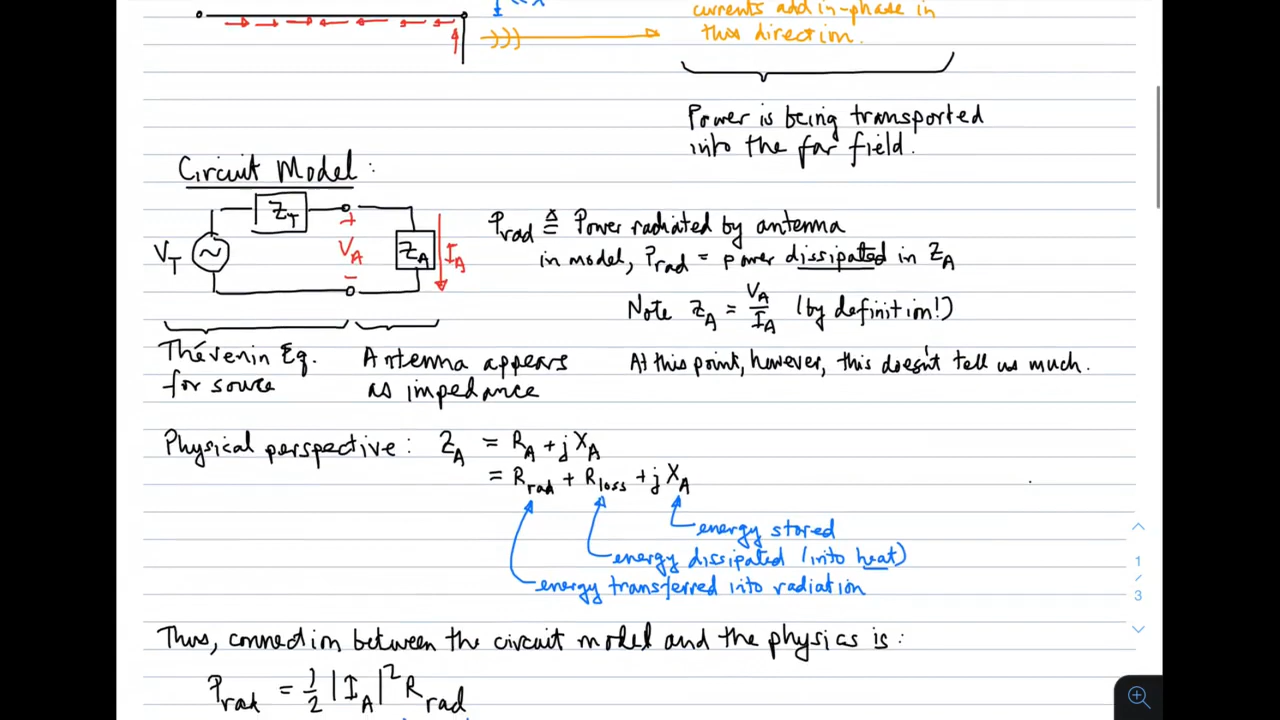 currents add in-phase in
this direction.
Power is being transported
into the far field.
Circuit Model:
Z_T
V_T
+
V_A
-
Z_A
I_A
P_rad ≜ Power radiated by antenna
in model, P_rad = power dissipated in Z_A
Note Z_A = V_A/I_A (by definition!)
Thévenin Eq.
for source
Antenna appears
as impedance
At this point, however, this doesn't tell us much.
Physical perspective: Z_A = R_A + jX_A
= R_rad + R_loss + jX_A
energy stored
energy dissipated (into heat)
energy transferred into radiation
Thus, connection between the circuit model and the physics is:
P_rad = 1/2 |I_A|^2 R_rad
1
/
3